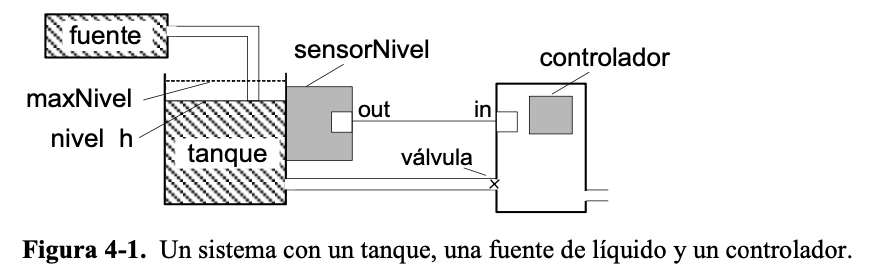 fuente
sensorNivel
controlador
maxNivel
out
in
nivel h
tanque
válvula
Figura 4-1. Un sistema con un tanque, una fuente de líquido y un controlador.